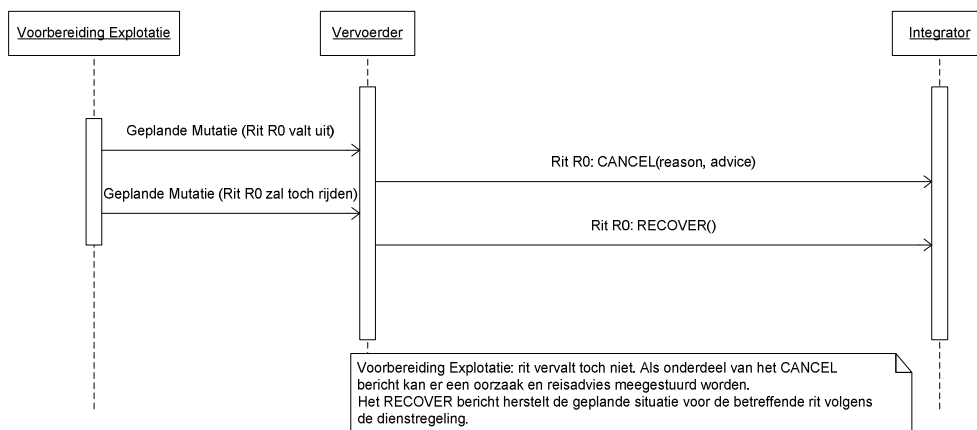 Voorbereiding Explotatie
Vervoerder
Integrator
Geplande Mutatie (Rit R0 valt uit)
Rit R0: CANCEL(reason, advice)
Geplande Mutatie (Rit R0 zal toch rijden)
Rit R0: RECOVER()
Voorbereiding Explotatie: rit vervalt toch niet. Als onderdeel van het CANCEL
bericht kan er een oorzaak en reisadvies meegestuurd worden.
Het RECOVER bericht herstelt de geplande situatie voor de betreffende rit volgens
de dienstregeling.